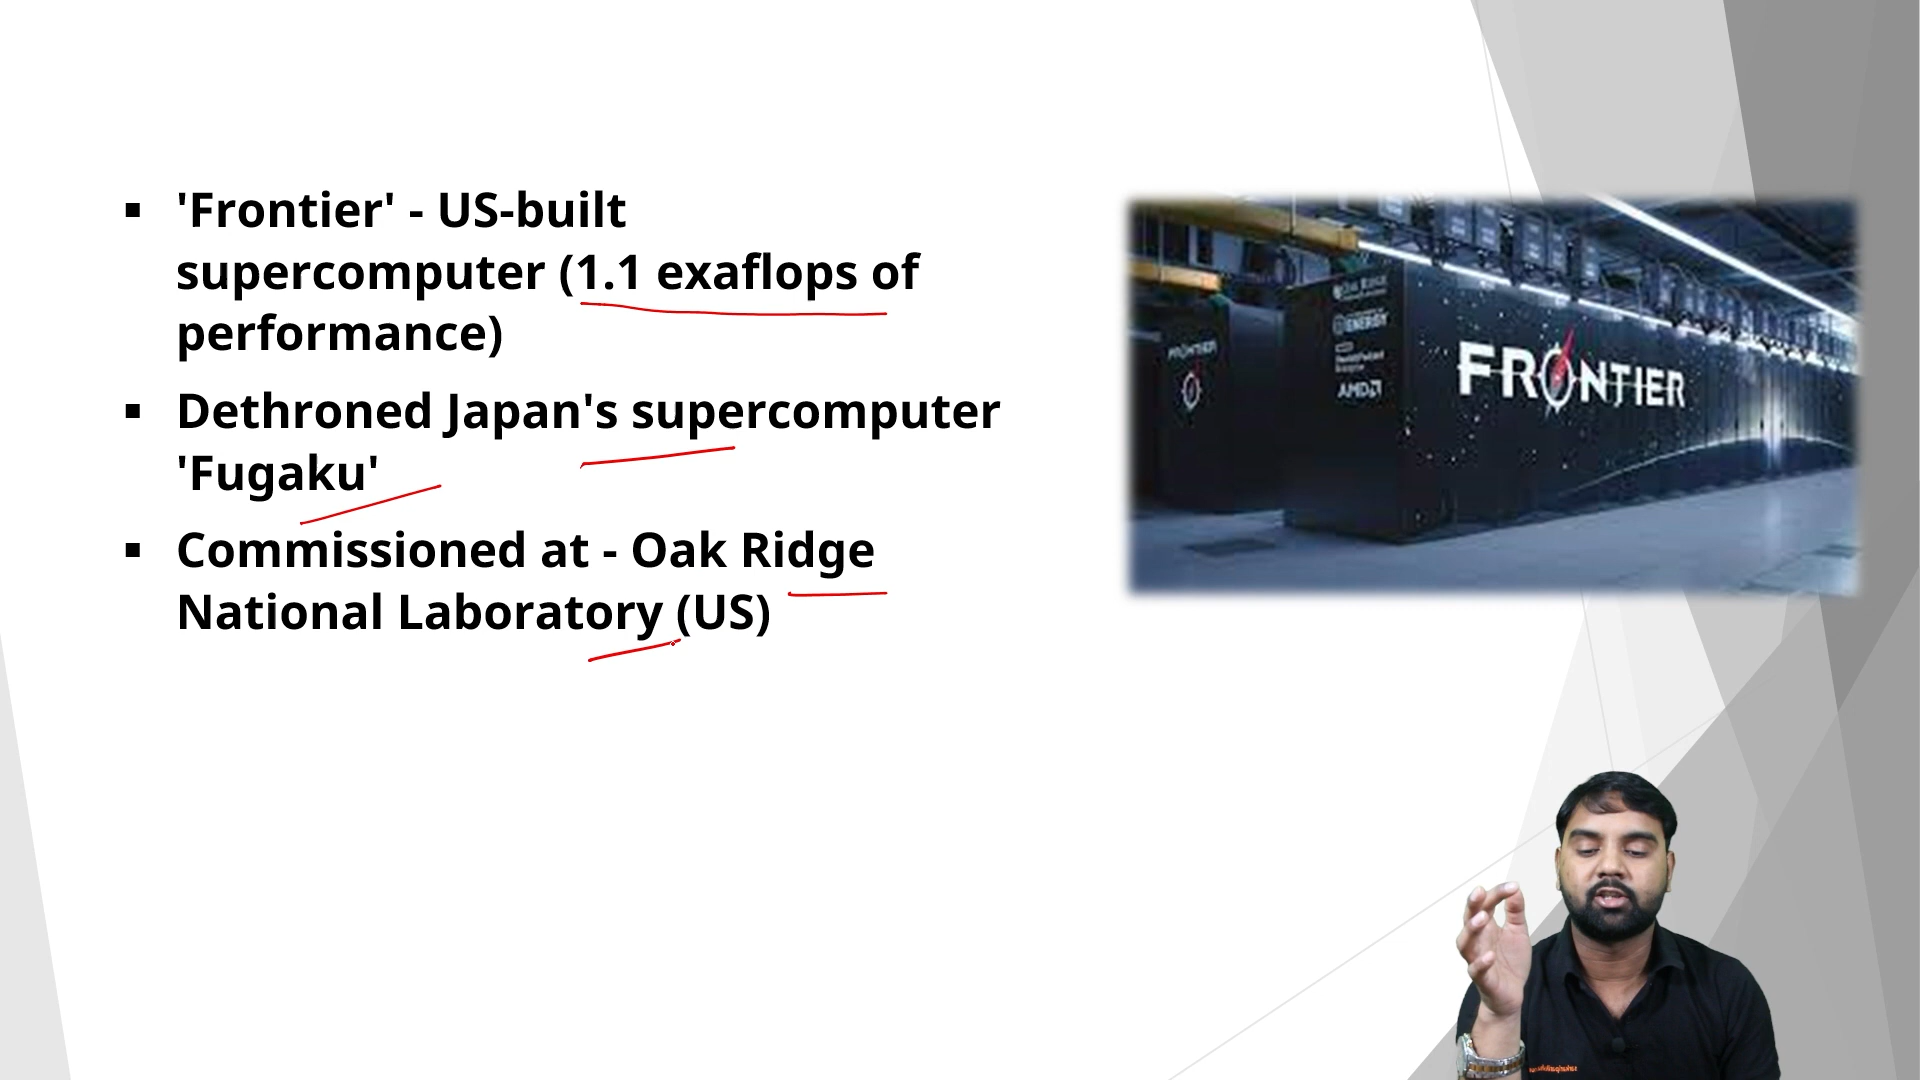 ▪ 'Frontier' - US-built
supercomputer (1.1 exaflops of
performance)
▪ Dethroned Japan's supercomputer
'Fugaku'
▪ Commissioned at - Oak Ridge
National Laboratory (US)
FRONTIER
ENERGY
AMD
FRONTIER